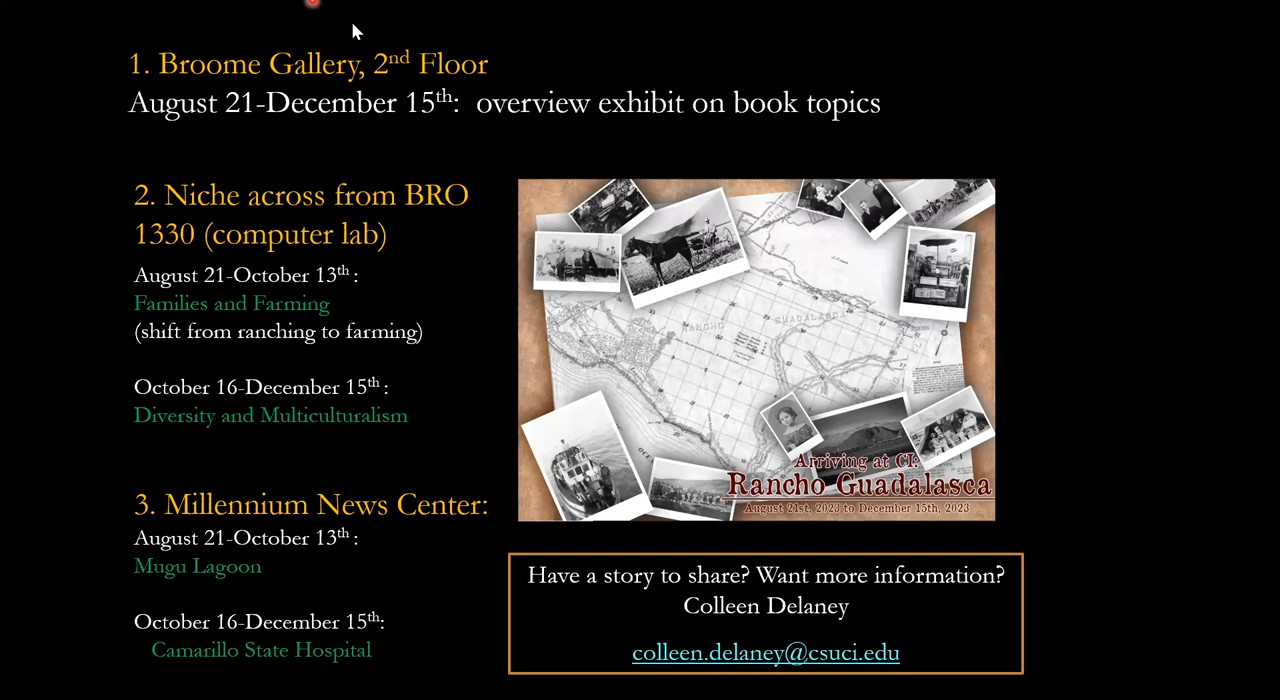 1. Broome Gallery, 2nd Floor
August 21-December 15th: overview exhibit on book topics
2. Niche across from BRO
1330 (computer lab)
August 21-October 13th :
Families and Farming
(shift from ranching to farming)
October 16-December 15th :
Diversity and Multiculturalism
3. Millennium News Center:
August 21-October 13th :
Mugu Lagoon
October 16-December 15th:
Camarillo State Hospital
RANCHO GUADALASCA
Arriving at CI:
Rancho Guadalasca
August 21st, 2023 to December 15th, 2023
Have a story to share? Want more information?
Colleen Delaney
colleen.delaney@csuci.edu